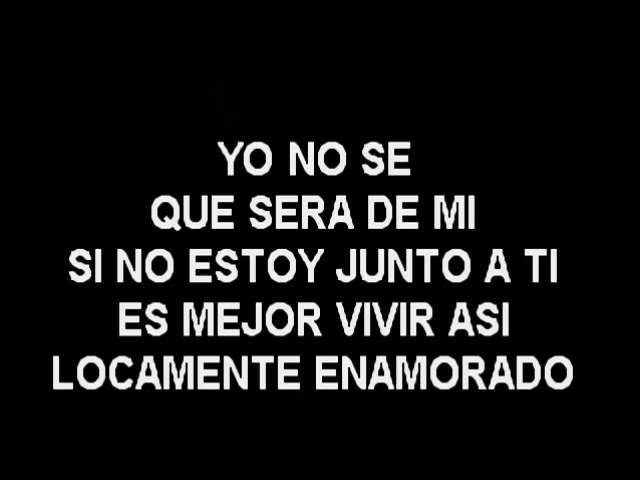 YO NO SE
QUE SERA DE MI
SI NO ESTOY JUNTO A TI
ES MEJOR VIVIR ASI
LOCAMENTE ENAMORADO